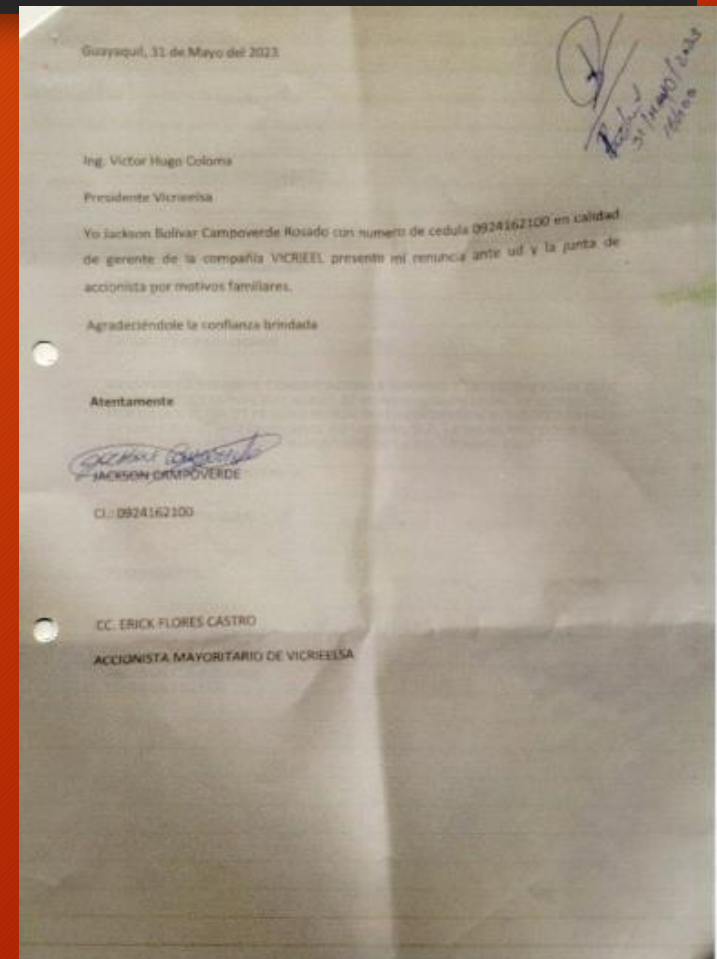 Guayaquil, 31 de Mayo del 2023
31/MAYO/2023
Ing. Victor Hugo Coloma
Presidente Vicrieelsa
Yo Jackson Bolivar Campoverde Rosado con numero de cedula 0924162100 en calidad
de gerente de la compañía VICRIEEL presento mi renuncia ante ud y la junta de
accionista por motivos familiares.
Agradeciéndole la confianza brindada
Atentamente
JACKSON CAMPOVERDE
CI.: 0924162100
CC. ERICK FLORES CASTRO
ACCIONISTA MAYORITARIO DE VICRIEELSA